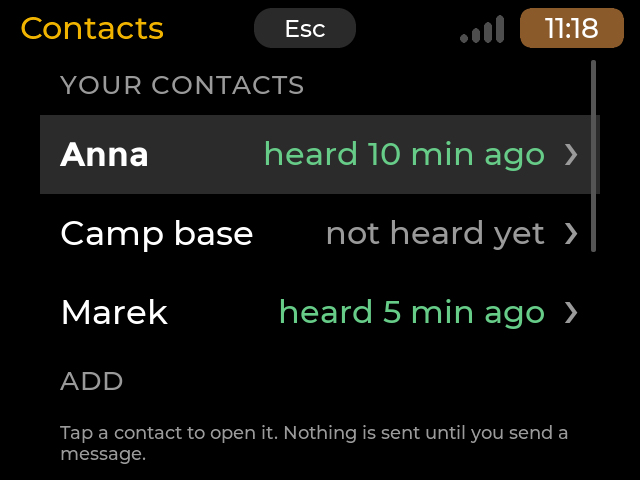 Contacts
Esc
11:18
YOUR CONTACTS
Anna heard 10 min ago
Camp base not heard yet
Marek heard 5 min ago
ADD
Tap a contact to open it. Nothing is sent until you send a
message.